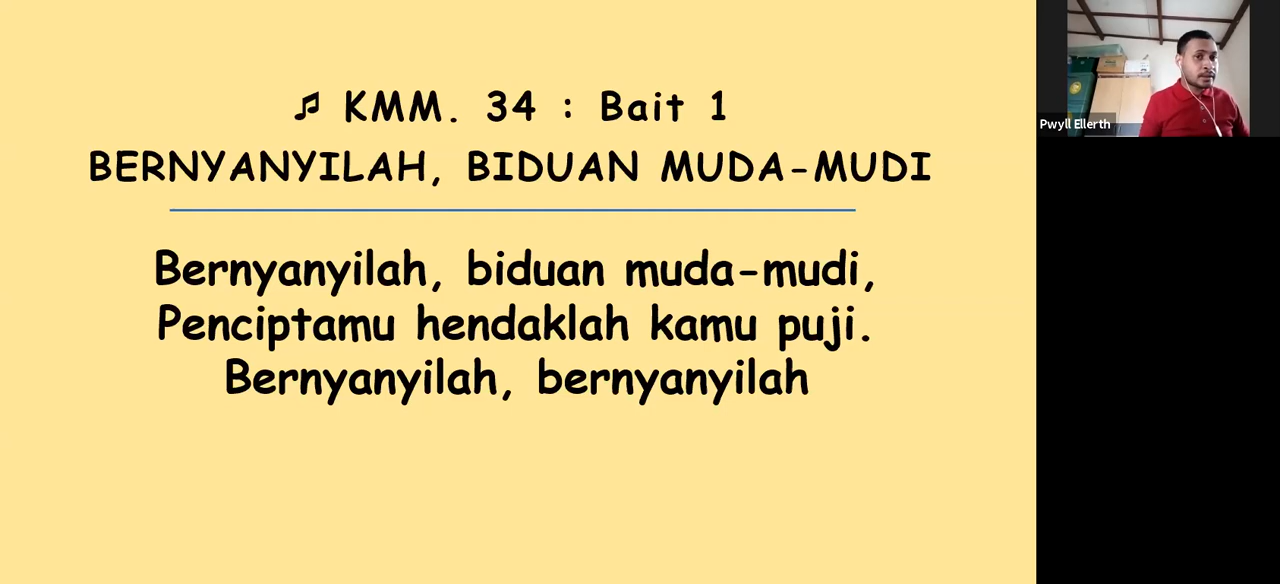 ♫ KMM. 34 : Bait 1
BERNYANYILAH, BIDUAN MUDA-MUDI
Bernyanyilah, biduan muda-mudi,
Penciptamu hendaklah kamu puji.
Bernyanyilah, bernyanyilah
Pwyll Ellerth